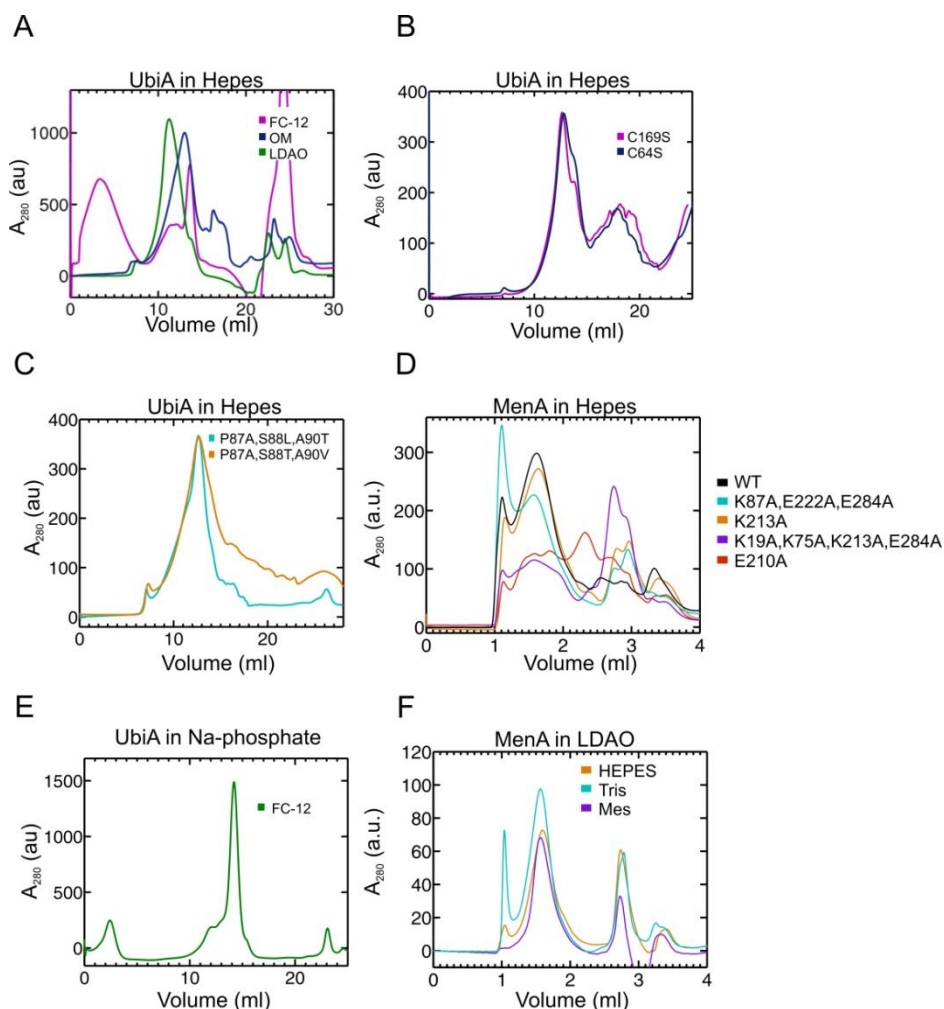 A
UbiA in Hepes
A280 (au)
1000
500
0
FC-12
OM
LDAO
0 10 20 30
Volume (ml)
B
UbiA in Hepes
A280 (au)
400
300
200
100
0
C169S
C64S
0 10 20
Volume (ml)
C
UbiA in Hepes
A280 (au)
400
300
200
100
0
P87A,S88L,A90T
P87A,S88T,A90V
0 10 20
Volume (ml)
D
MenA in Hepes
A280 (a.u.)
300
200
100
0
0 1 2 3 4
Volume (ml)
WT
K87A,E222A,E284A
K213A
K19A,K75A,K213A,E284A
E210A
E
UbiA in Na-phosphate
A280 (au)
1500
1000
500
0
FC-12
0 10 20
Volume (ml)
F
MenA in LDAO
A280 (a.u.)
120
100
80
60
40
20
0
HEPES
Tris
Mes
0 1 2 3 4
Volume (ml)